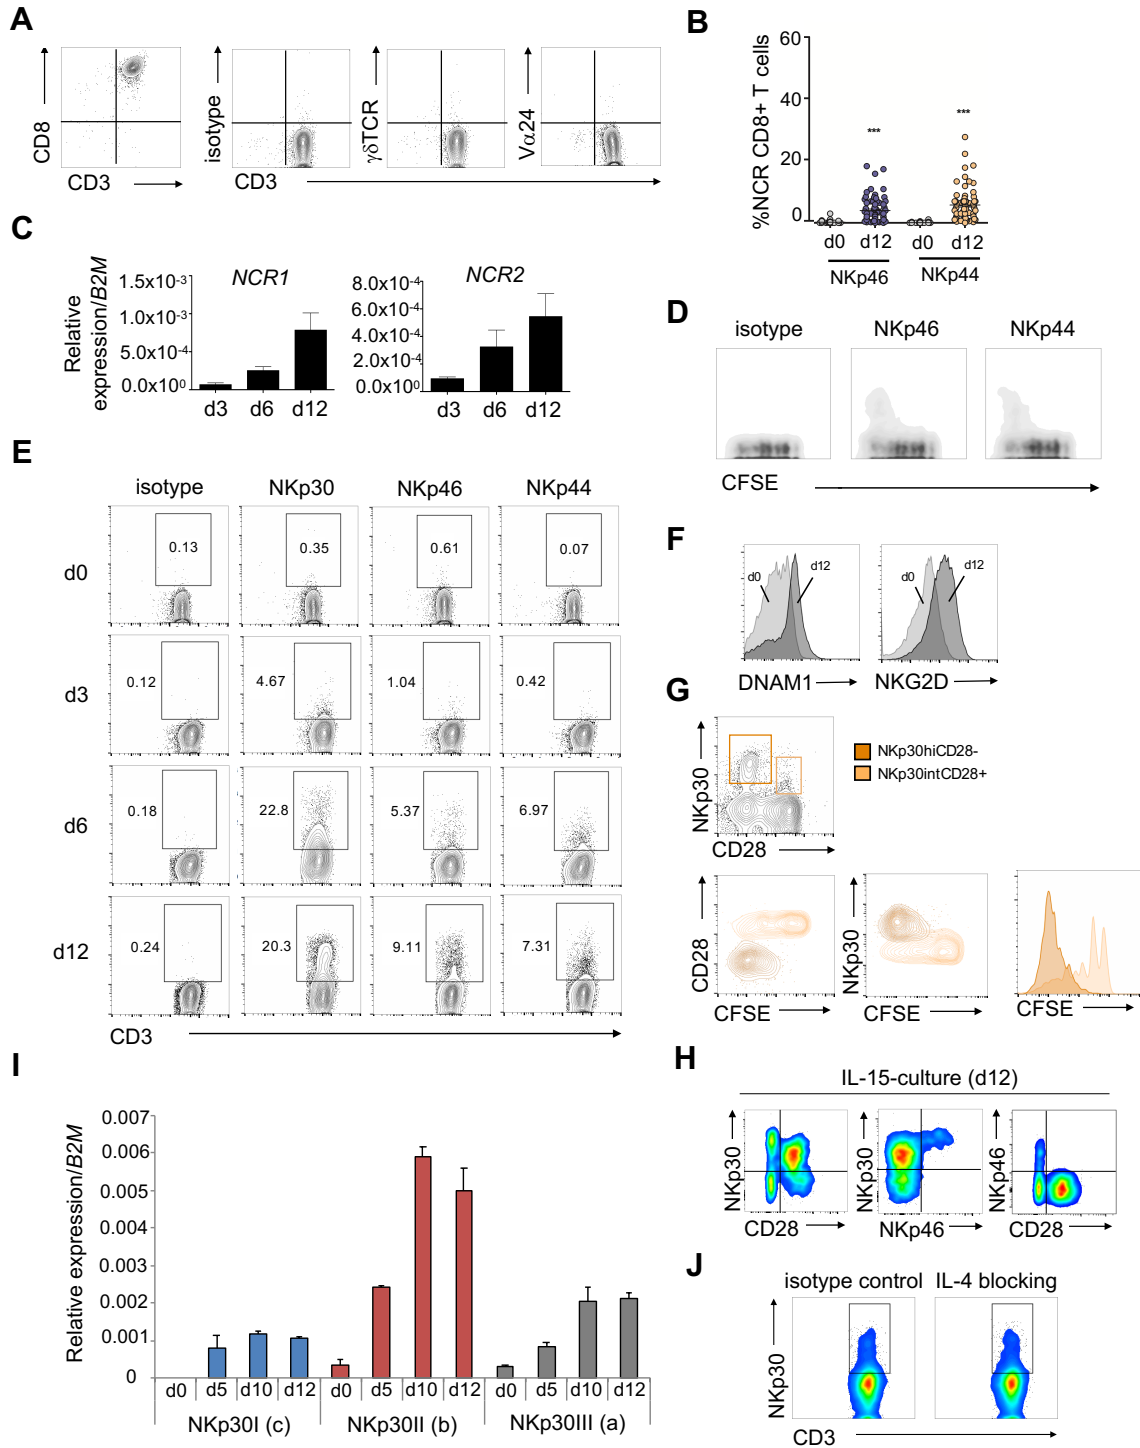 A
CD8
CD3
isotype
γδTCR
Vα24
CD3
B
%NCR CD8+ T cells
60
40
20
0
***
***
d0 d12 d0 d12
NKp46 NKp44
C
Relative
expression/B2M
NCR1
1.5x10-3
1.0x10-3
5.0x10-4
0.0x10⁰
d3 d6 d12
NCR2
8.0x10-4
6.0x10-4
4.0x10-4
2.0x10-4
0.0x10⁰
d3 d6 d12
D
isotype NKp46 NKp44
CFSE
E
isotype NKp30 NKp46 NKp44
d0 0.13 0.35 0.61 0.07
d3 0.12 4.67 1.04 0.42
d6 0.18 22.8 5.37 6.97
d12 0.24 20.3 9.11 7.31
CD3
F
d0 d12
d0 d12
DNAM1 NKG2D
G
NKp30
CD28
NKp30hiCD28-
NKp30intCD28+
CD28
CFSE
NKp30
CFSE
CFSE
H
IL-15-culture (d12)
NKp30
CD28
NKp30
NKp46
NKp46
CD28
I
Relative expression/B2M
0.007
0.006
0.005
0.004
0.003
0.002
0.001
0
d0 d5 d10 d12 d0 d5 d10 d12 d0 d5 d10 d12
NKp30I (c) NKp30II (b) NKp30III (a)
J
isotype control IL-4 blocking
NKp30
CD3